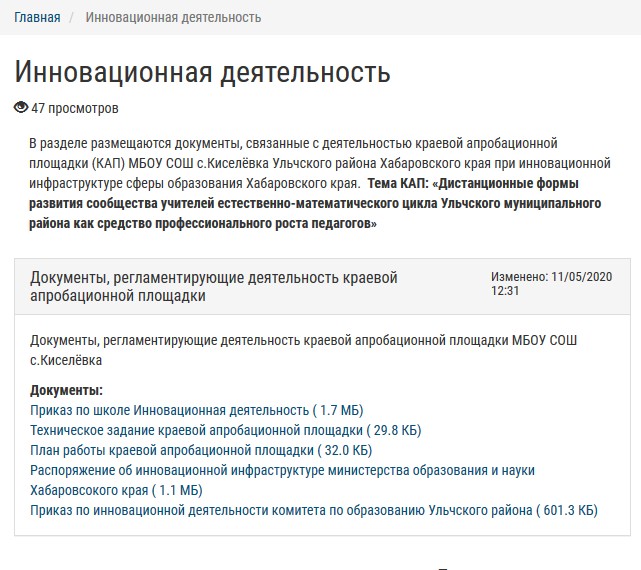 Главная / Инновационная деятельность
Инновационная деятельность
47 просмотров
В разделе размещаются документы, связанные с деятельностью краевой апробационной
площадки (КАП) МБОУ СОШ с.Киселёвка Ульчского района Хабаровского края при инновационной
инфраструктуре сферы образования Хабаровского края. Тема КАП: «Дистанционные формы
развития сообщества учителей естественно-математического цикла Ульчского муниципального
района как средство профессионального роста педагогов»
Документы, регламентирующие деятельность краевой
апробационной площадки
Изменено: 11/05/2020
12:31
Документы, регламентирующие деятельность краевой апробационной площадки МБОУ СОШ
с.Киселёвка
Документы:
Приказ по школе Инновационная деятельность ( 1.7 МБ)
Техническое задание краевой апробационной площадки ( 29.8 КБ)
План работы краевой апробационной площадки ( 32.0 КБ)
Распоряжение об инновационной инфраструктуре министерства образования и науки
Хабаровсокого края ( 1.1 МБ)
Приказ по инновационной деятельности комитета по образованию Ульчского района ( 601.3 КБ)